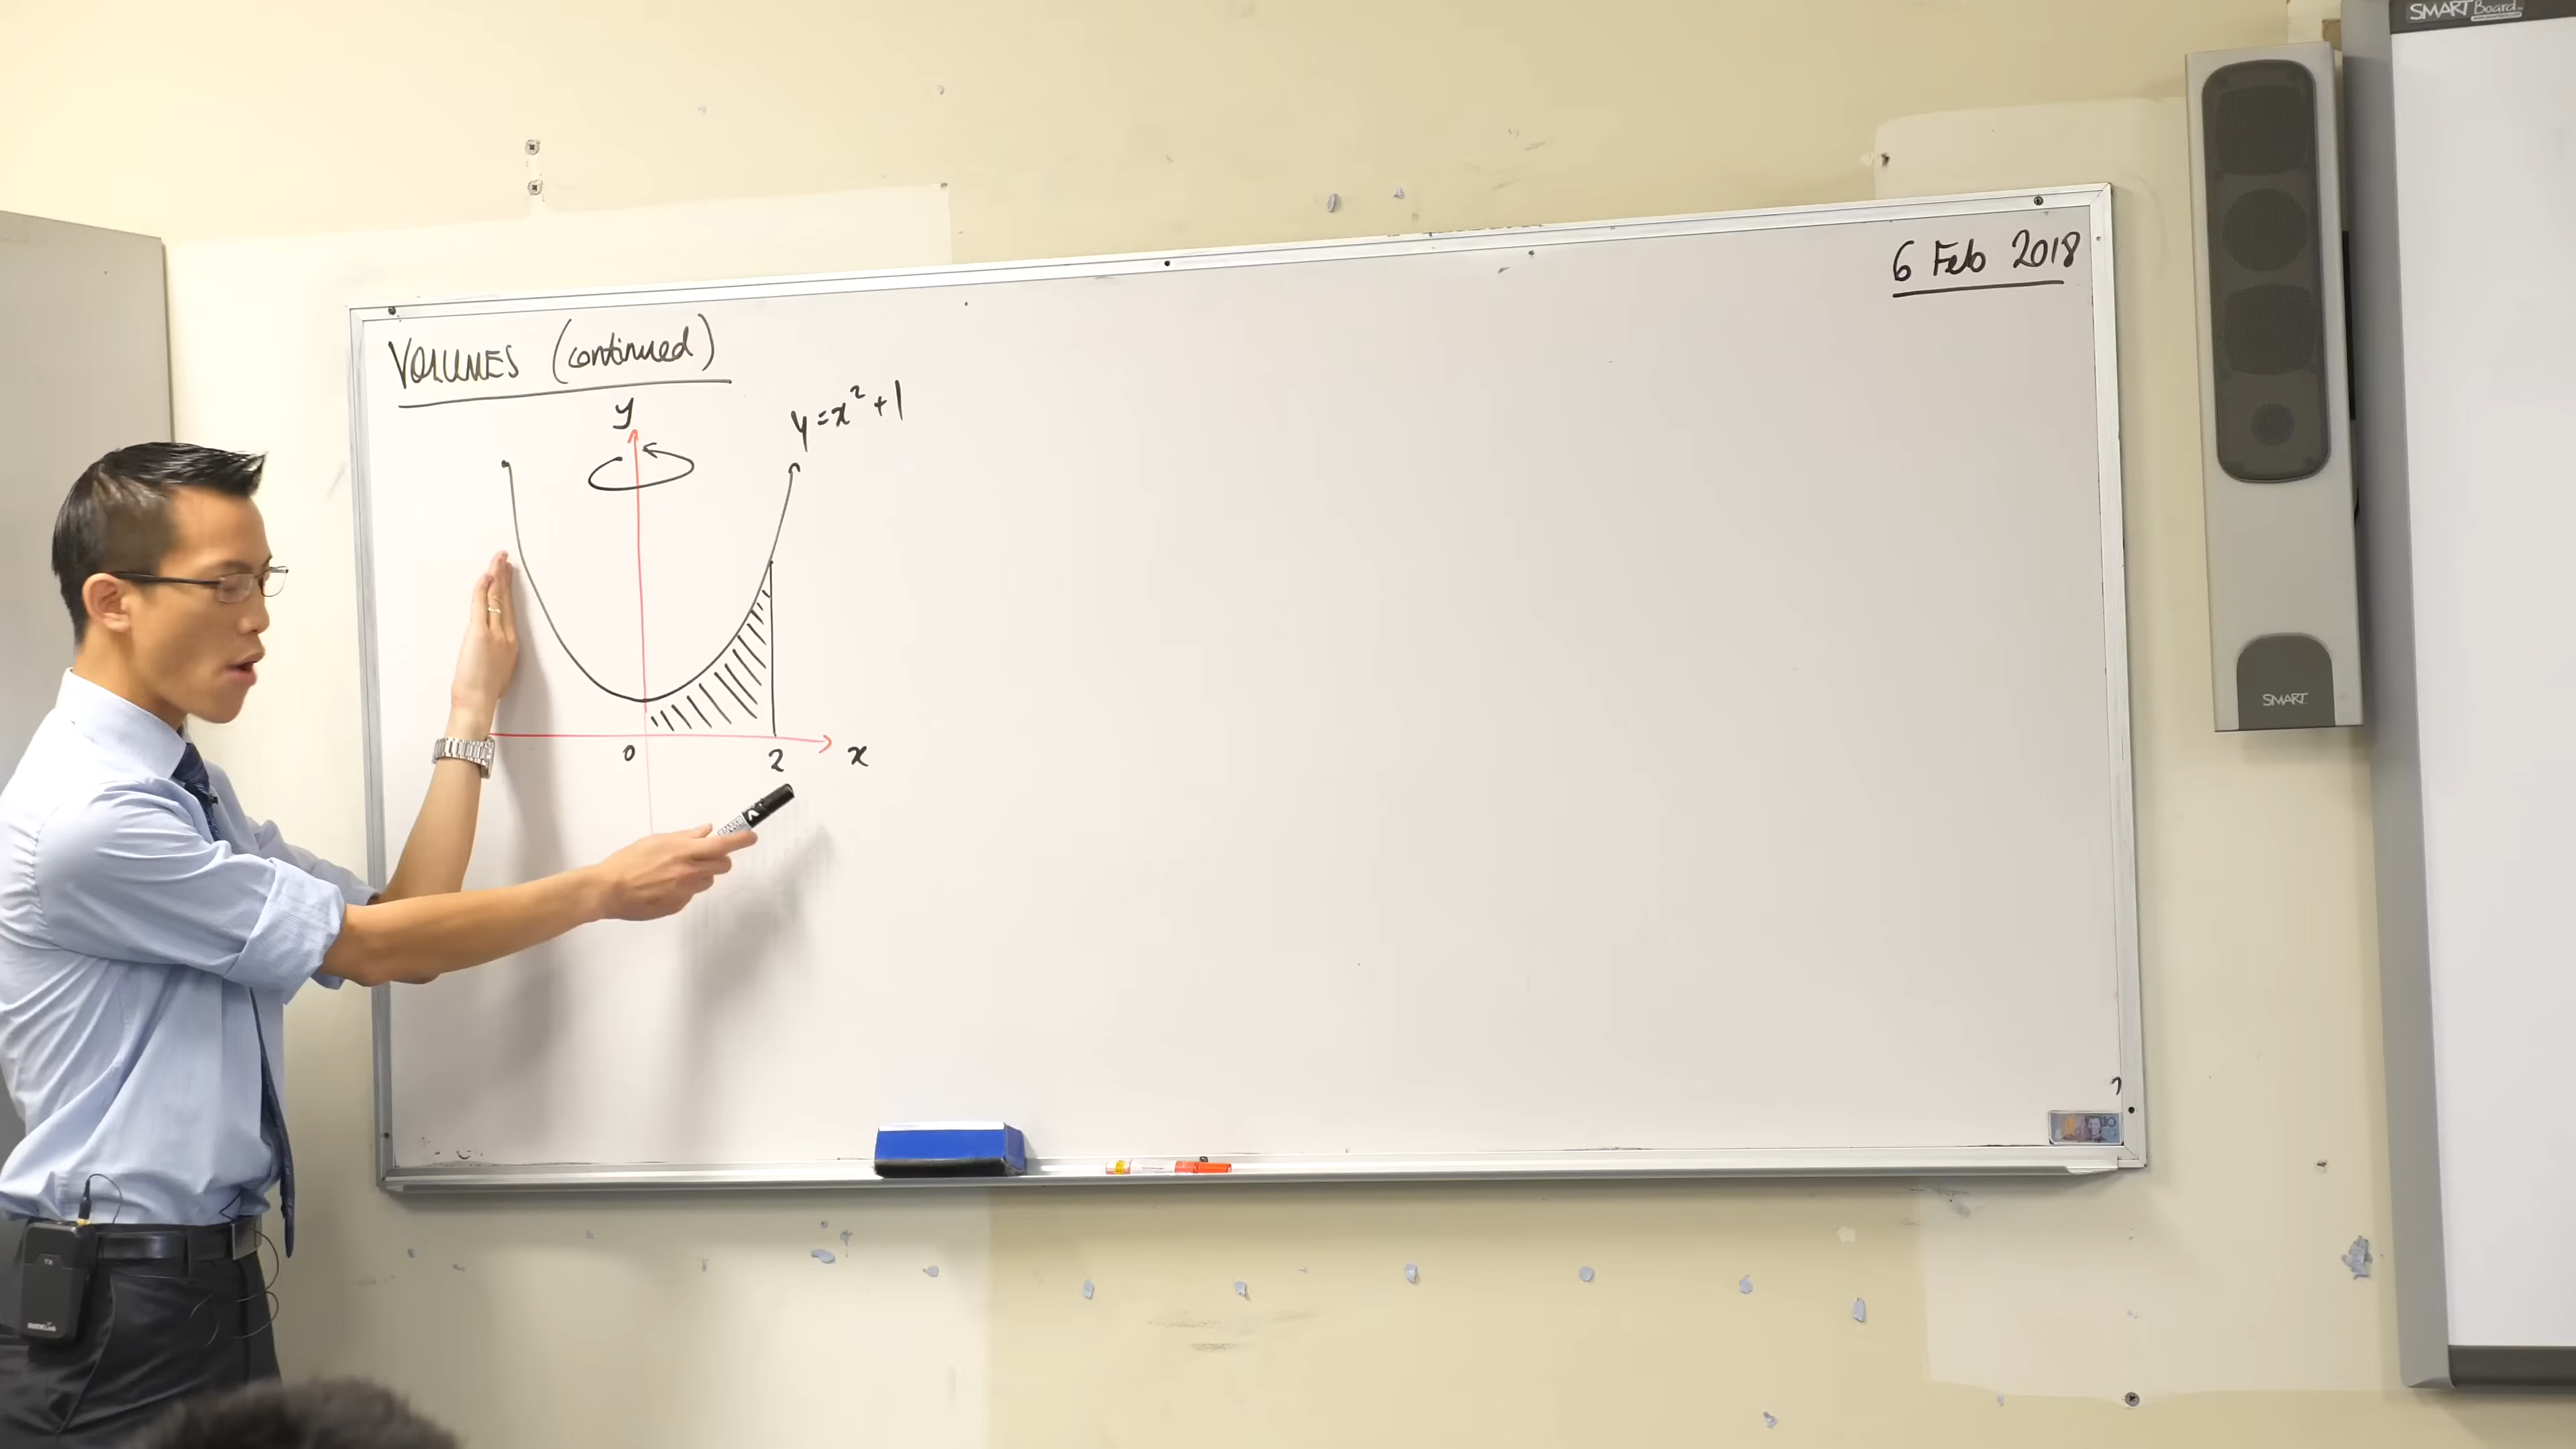 SMART Board
6 Feb 2018
VOLUMES (continued)
y
y = x² + 1
0
2
x
SMART